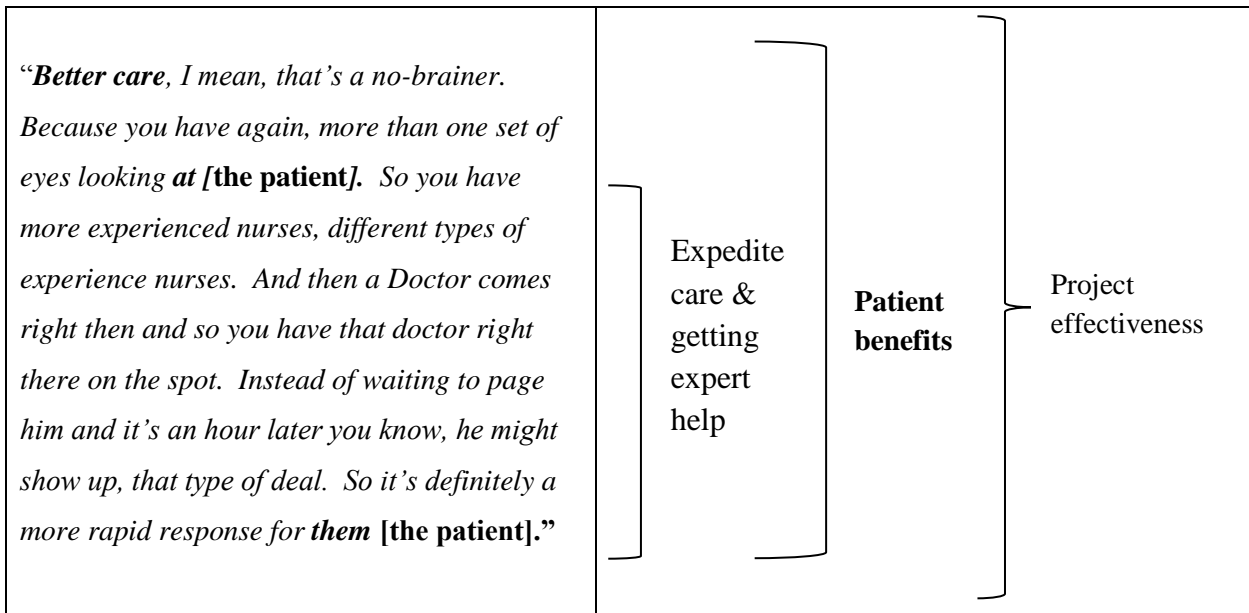 “Better care, I mean, that’s a no-brainer.
Because you have again, more than one set of
eyes looking at [the patient].  So you have
more experienced nurses, different types of
experience nurses.  And then a Doctor comes
right then and so you have that doctor right
there on the spot.  Instead of waiting to page
him and it’s an hour later you know, he might
show up, that type of deal.  So it’s definitely a
more rapid response for them [the patient].”
Expedite
care &
getting
expert
help
Patient
benefits
Project
effectiveness